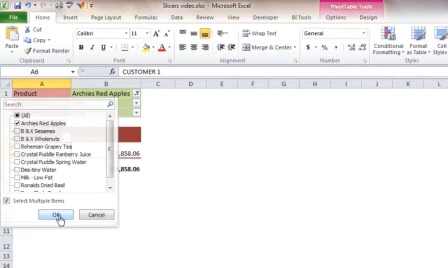 Slicers video.xlsx - Microsoft Excel
PivotTable Tools
File Home Insert Page Layout Formulas Data Review View Developer BI Tools Options Design
Cut
Copy
Format Painter
Paste
Clipboard
Calibri 11
B I U
Font
Wrap Text
Merge & Center
Alignment
General
$ % ,
Number
Conditional Formatting
Format as Table
Cell Styles
Styles
A6 fx CUSTOMER 1
A B C D E F G H I J K L
1 Product Archies Red Apples
Search
(All)
Archies Red Apples
B & X Sesames
B & X Wholenuts
Bohemian Grapey Tea
Crystal Puddle Ranberry Juice
,858.06
Crystal Puddle Spring Water
Des-tiny Water
,858.06
Milk - Low Fat
Ronalds Dried Basil
Select Multiple Items
OK Cancel
11
12
13
14